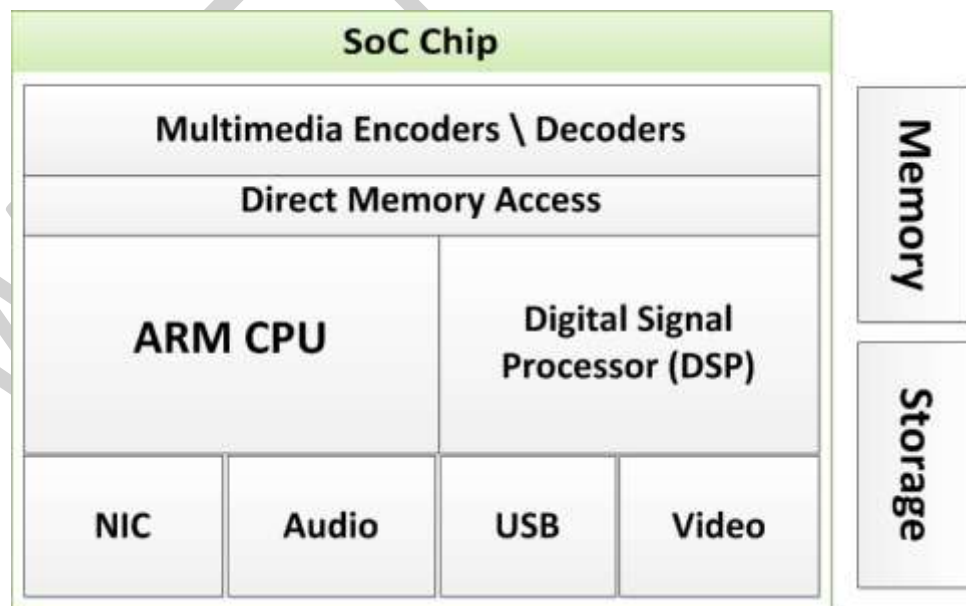 SoC Chip
Multimedia Encoders \ Decoders
Direct Memory Access
ARM CPU
Digital Signal
Processor (DSP)
NIC
Audio
USB
Video
Memory
Storage